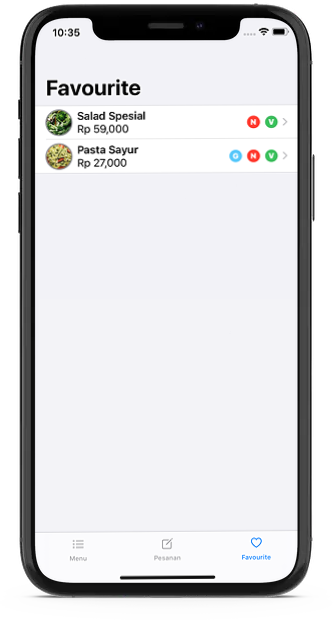 10:35
Favourite
Salad Spesial
Rp 59,000
N V
Pasta Sayur
Rp 27,000
G N V
Menu
Pesanan
Favourite